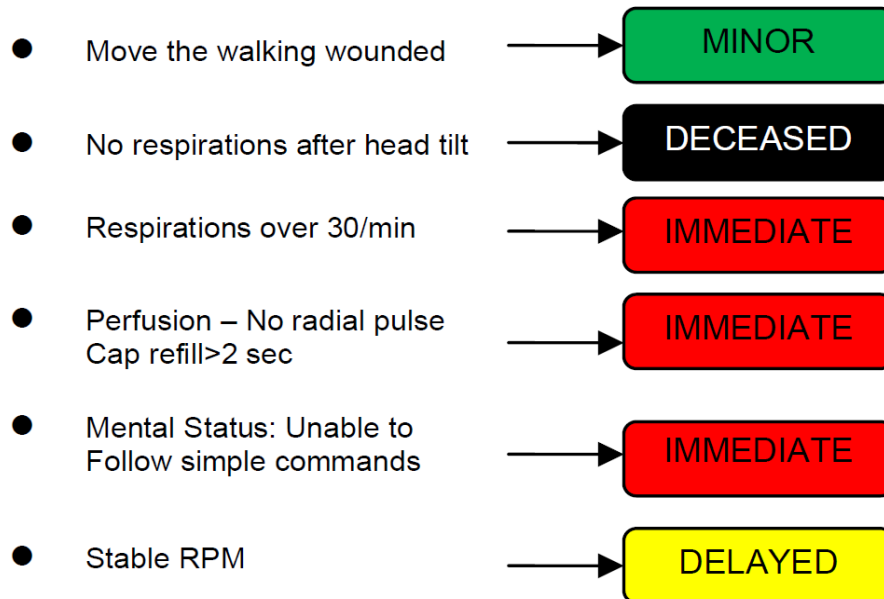 ● Move the walking wounded MINOR
● No respirations after head tilt DECEASED
● Respirations over 30/min IMMEDIATE
● Perfusion – No radial pulse
Cap refill>2 sec IMMEDIATE
● Mental Status: Unable to
Follow simple commands IMMEDIATE
● Stable RPM DELAYED